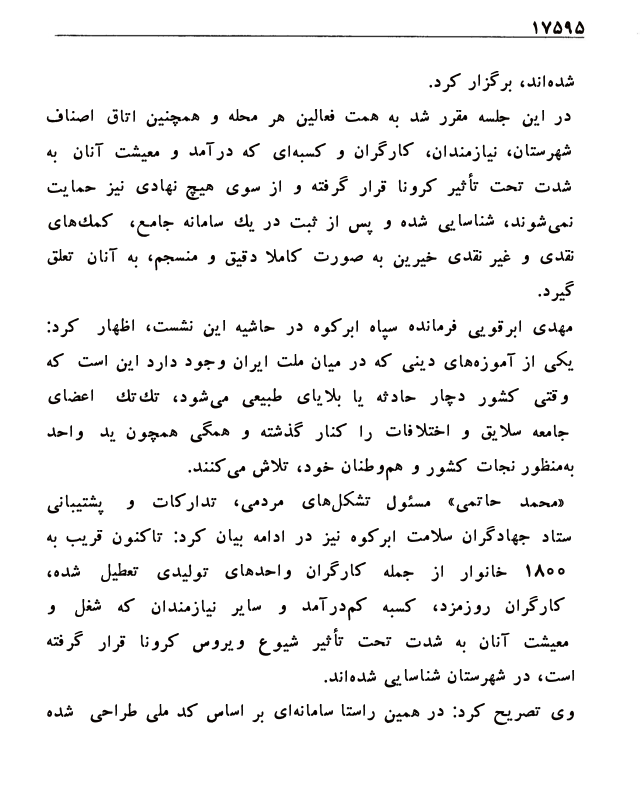 ۱۷۵۹۵
شده‌اند، برگزار کرد.
در این جلسه مقرر شد به همت فعالین هر محله و همچنین اتاق اصناف
شهرستان، نیازمندان، کارگران و کسبه‌ای که درآمد و معیشت آنان به
شدت تحت تأثیر کرونا قرار گرفته و از سوی هیچ نهادی نیز حمایت
نمی‌شوند، شناسایی شده و پس از ثبت در یك سامانه جامع، کمك‌های
نقدی و غیر نقدی خیرین به صورت کاملا دقیق و منسجم، به آنان تعلق
گیرد.
مهدی ابرقویی فرمانده سپاه ابرکوه در حاشیه این نشست، اظهار کرد:
یکی از آموزه‌های دینی که در میان ملت ایران وجود دارد این است که
وقتی کشور دچار حادثه یا بلایای طبیعی می‌شود، تك‌تك اعضای
جامعه سلایق و اختلافات را کنار گذشته و همگی همچون ید واحد
به‌منظور نجات کشور و هم‌وطنان خود، تلاش می‌کنند.
«محمد حاتمی» مسئول تشکل‌های مردمی، تدارکات و پشتیبانی
ستاد جهادگران سلامت ابرکوه نیز در ادامه بیان کرد: تاکنون قریب به
۱۸۰۰ خانوار از جمله کارگران واحدهای تولیدی تعطیل شده،
کارگران روزمزد، کسبه کم‌درآمد و سایر نیازمندان که شغل و
معیشت آنان به شدت تحت تأثیر شیوع ویروس کرونا قرار گرفته
است، در شهرستان شناسایی شده‌اند.
وی تصریح کرد: در همین راستا سامانه‌ای بر اساس کد ملی طراحی شده